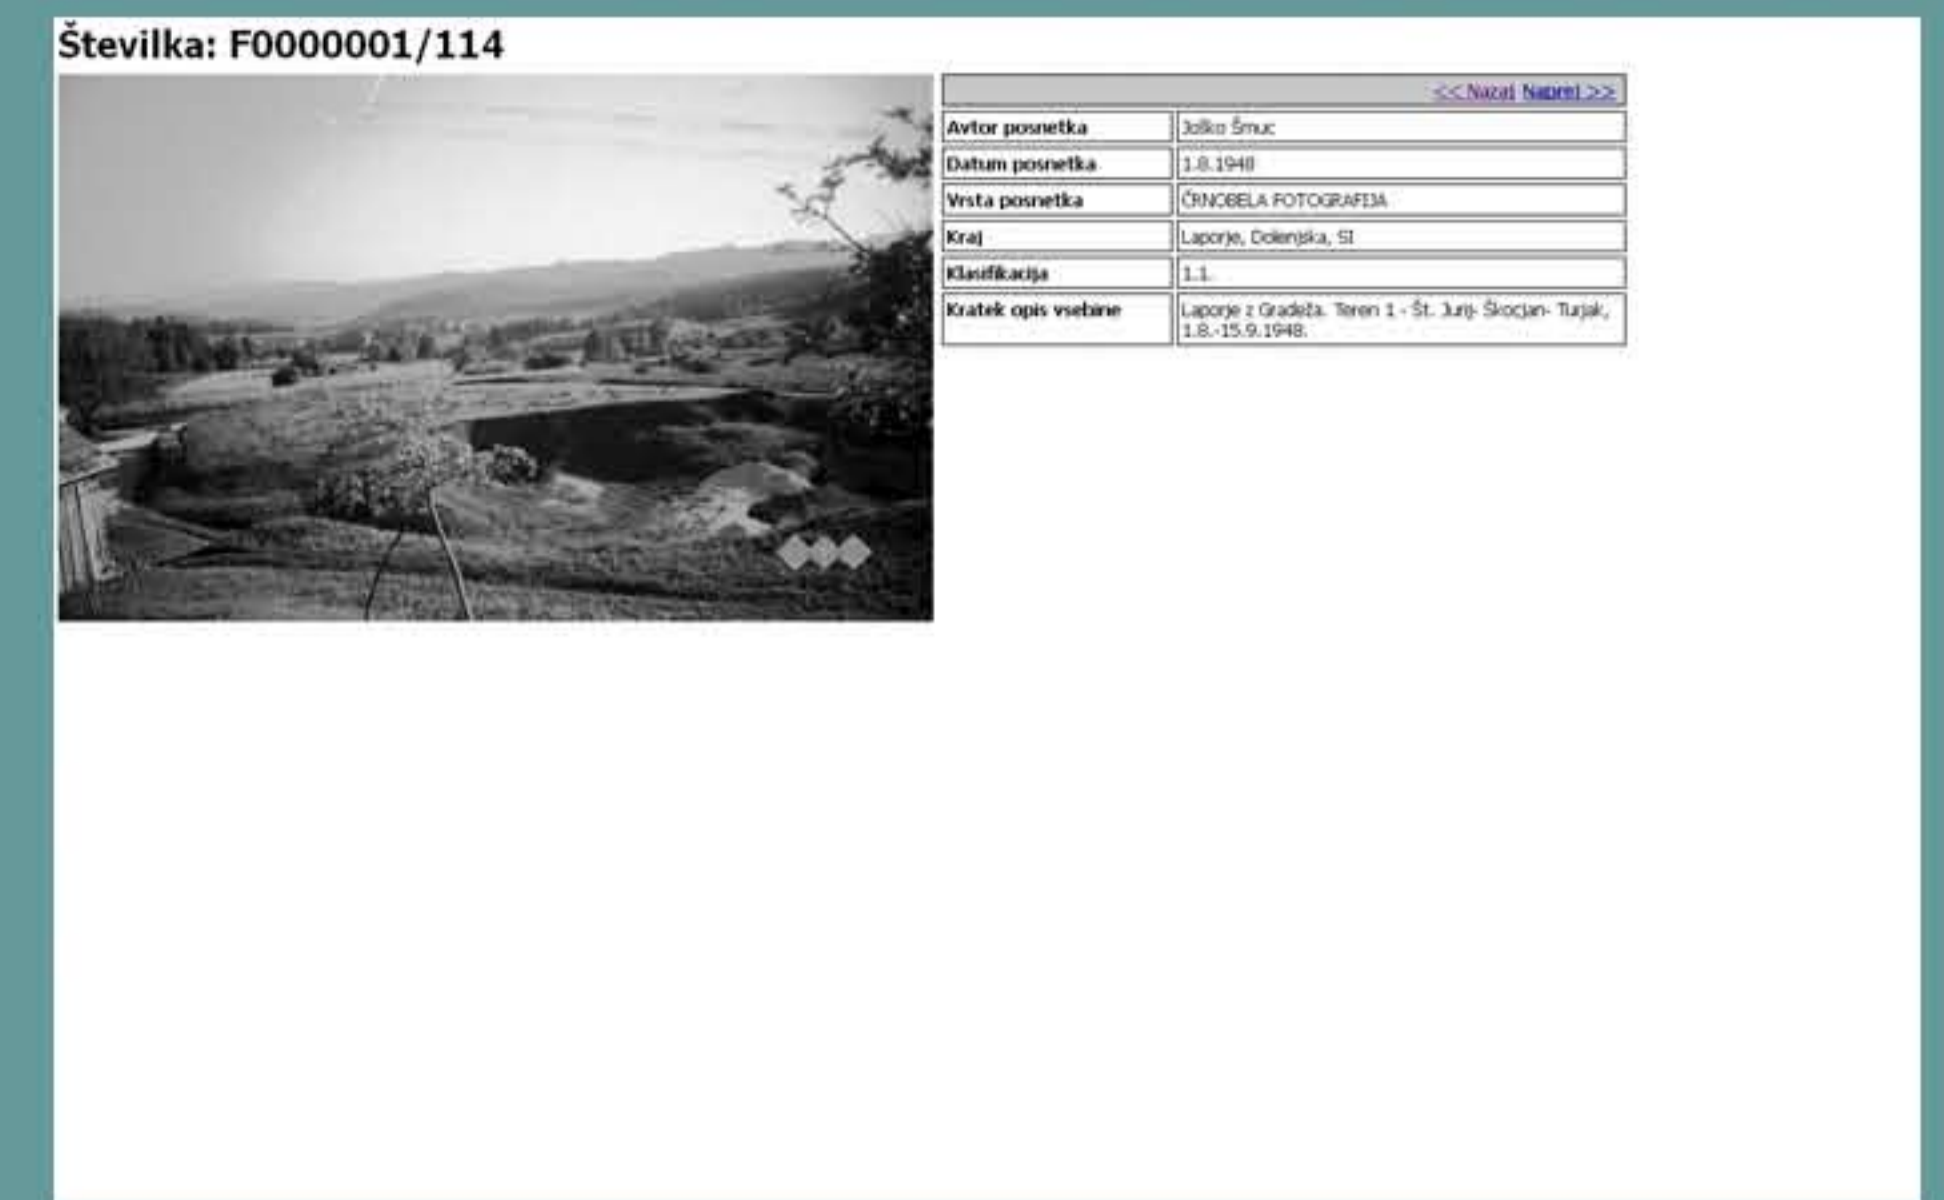 Številka: F0000001/114
<< Nazaj Naprej >>
Avtor posnetka Joško Šmuc
Datum posnetka 1.8.1948
Vrsta posnetka ČRNOBELA FOTOGRAFIJA
Kraj Laporje, Dolenjska, SI
Klasifikacija 1.1.
Kratek opis vsebine Laporje z Gradeža. Teren 1 - Št. Jurij- Škocjan- Turjak,
1.8.-15.9.1948.